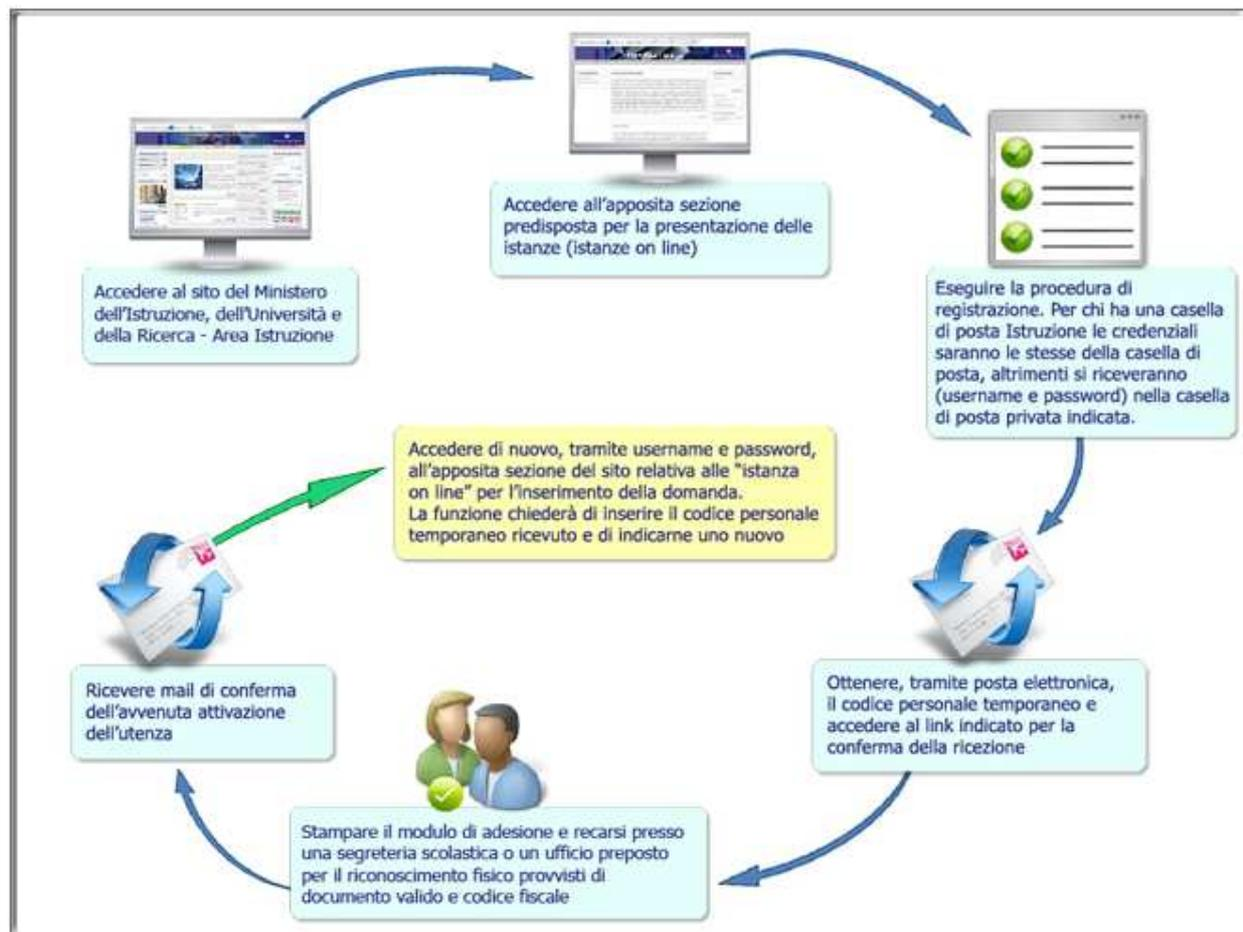 Accedere al sito del Ministero
dell'Istruzione, dell'Università e
della Ricerca - Area Istruzione
Accedere all'apposita sezione
predisposta per la presentazione delle
istanze (istanze on line)
Eseguire la procedura di
registrazione. Per chi ha una casella
di posta Istruzione le credenziali
saranno le stesse della casella di
posta, altrimenti si riceveranno
(username e password) nella casella
di posta privata indicata.
Ottenere, tramite posta elettronica,
il codice personale temporaneo e
accedere al link indicato per la
conferma della ricezione
Stampare il modulo di adesione e recarsi presso
una segreteria scolastica o un ufficio preposto
per il riconoscimento fisico provvisti di
documento valido e codice fiscale
Ricevere mail di conferma
dell'avvenuta attivazione
dell'utenza
Accedere di nuovo, tramite username e password,
all'apposita sezione del sito relativa alle "istanza
on line" per l'inserimento della domanda.
La funzione chiederà di inserire il codice personale
temporaneo ricevuto e di indicarne uno nuovo